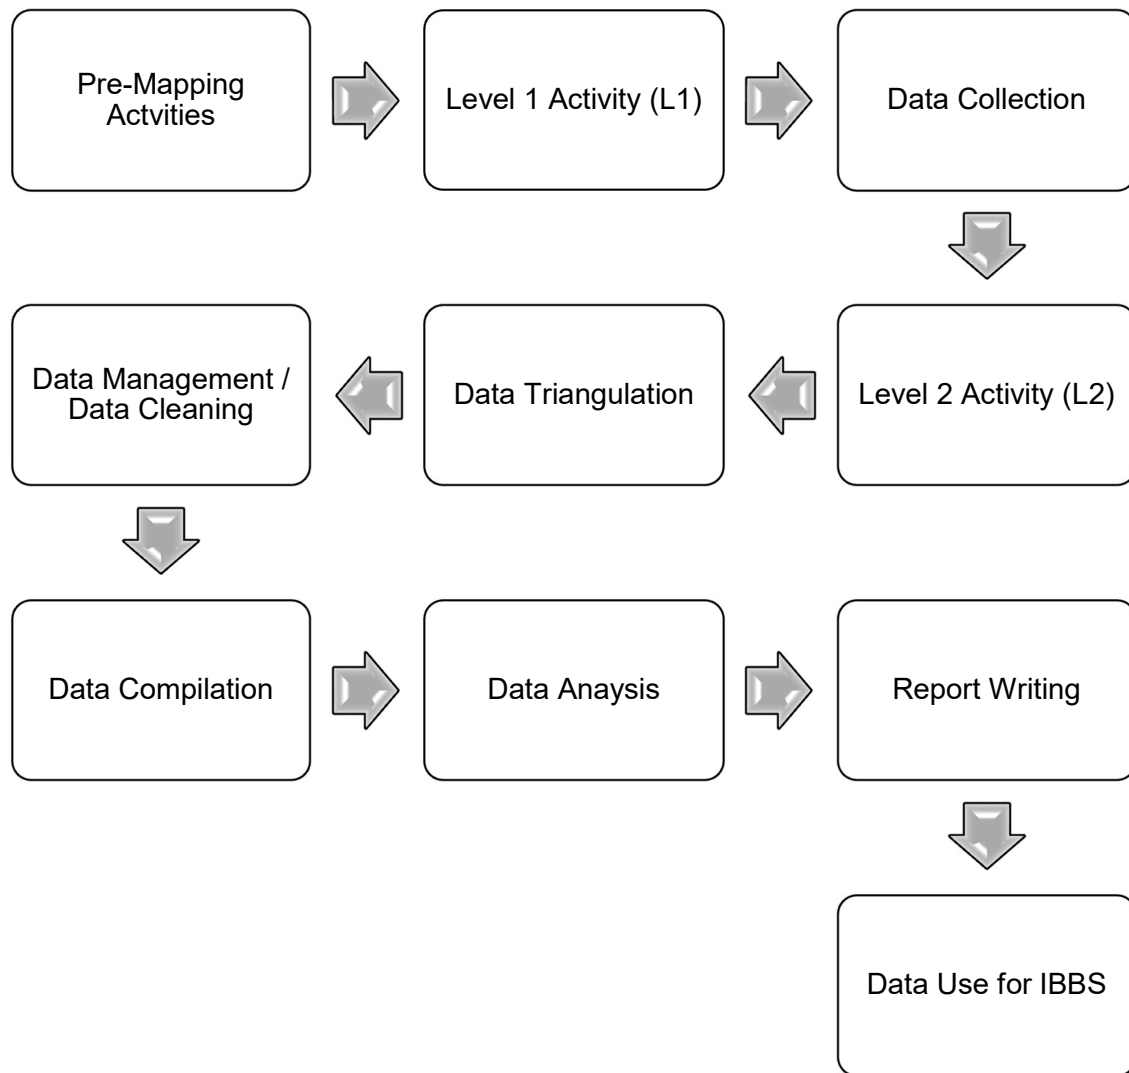 Pre-Mapping
Actvities
Level 1 Activity (L1)
Data Collection
Level 2 Activity (L2)
Data Triangulation
Data Management /
Data Cleaning
Data Compilation
Data Anaysis
Report Writing
Data Use for IBBS